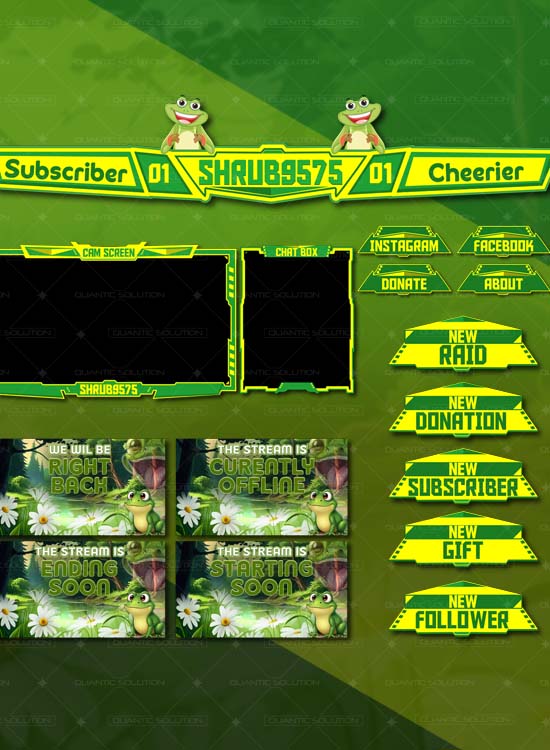 Subscriber 01 SHRUB9575 01 Cheerier
CAM SCREEN
CHAT BOX
INSTAGRAM
FACEBOOK
DONATE
ABOUT
SHRUB9575
NEW
RAID
NEW
DONATION
NEW
SUBSCRIBER
NEW
GIFT
NEW
FOLLOWER
WE WILL BE
RIGHT
BACK
THE STREAM IS
CURENTLY
OFFLINE
THE STREAM IS
ENDING
SOON
THE STREAM IS
STARTING
SOON
QUANTIC SOLUTION